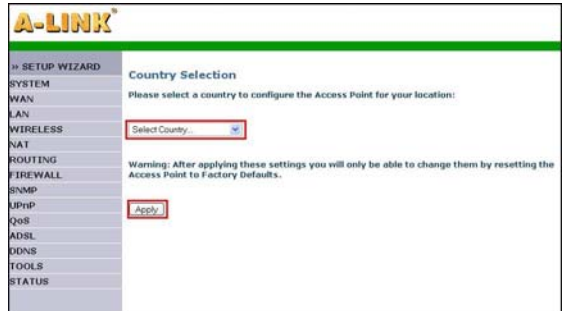 A-LINK®
» SETUP WIZARD
SYSTEM
WAN
LAN
WIRELESS
NAT
ROUTING
FIREWALL
SNMP
UPnP
QoS
ADSL
DDNS
TOOLS
STATUS
Country Selection
Please select a country to configure the Access Point for your location:
Select Country...
Warning: After applying these settings you will only be able to change them by resetting the
Access Point to Factory Defaults.
Apply